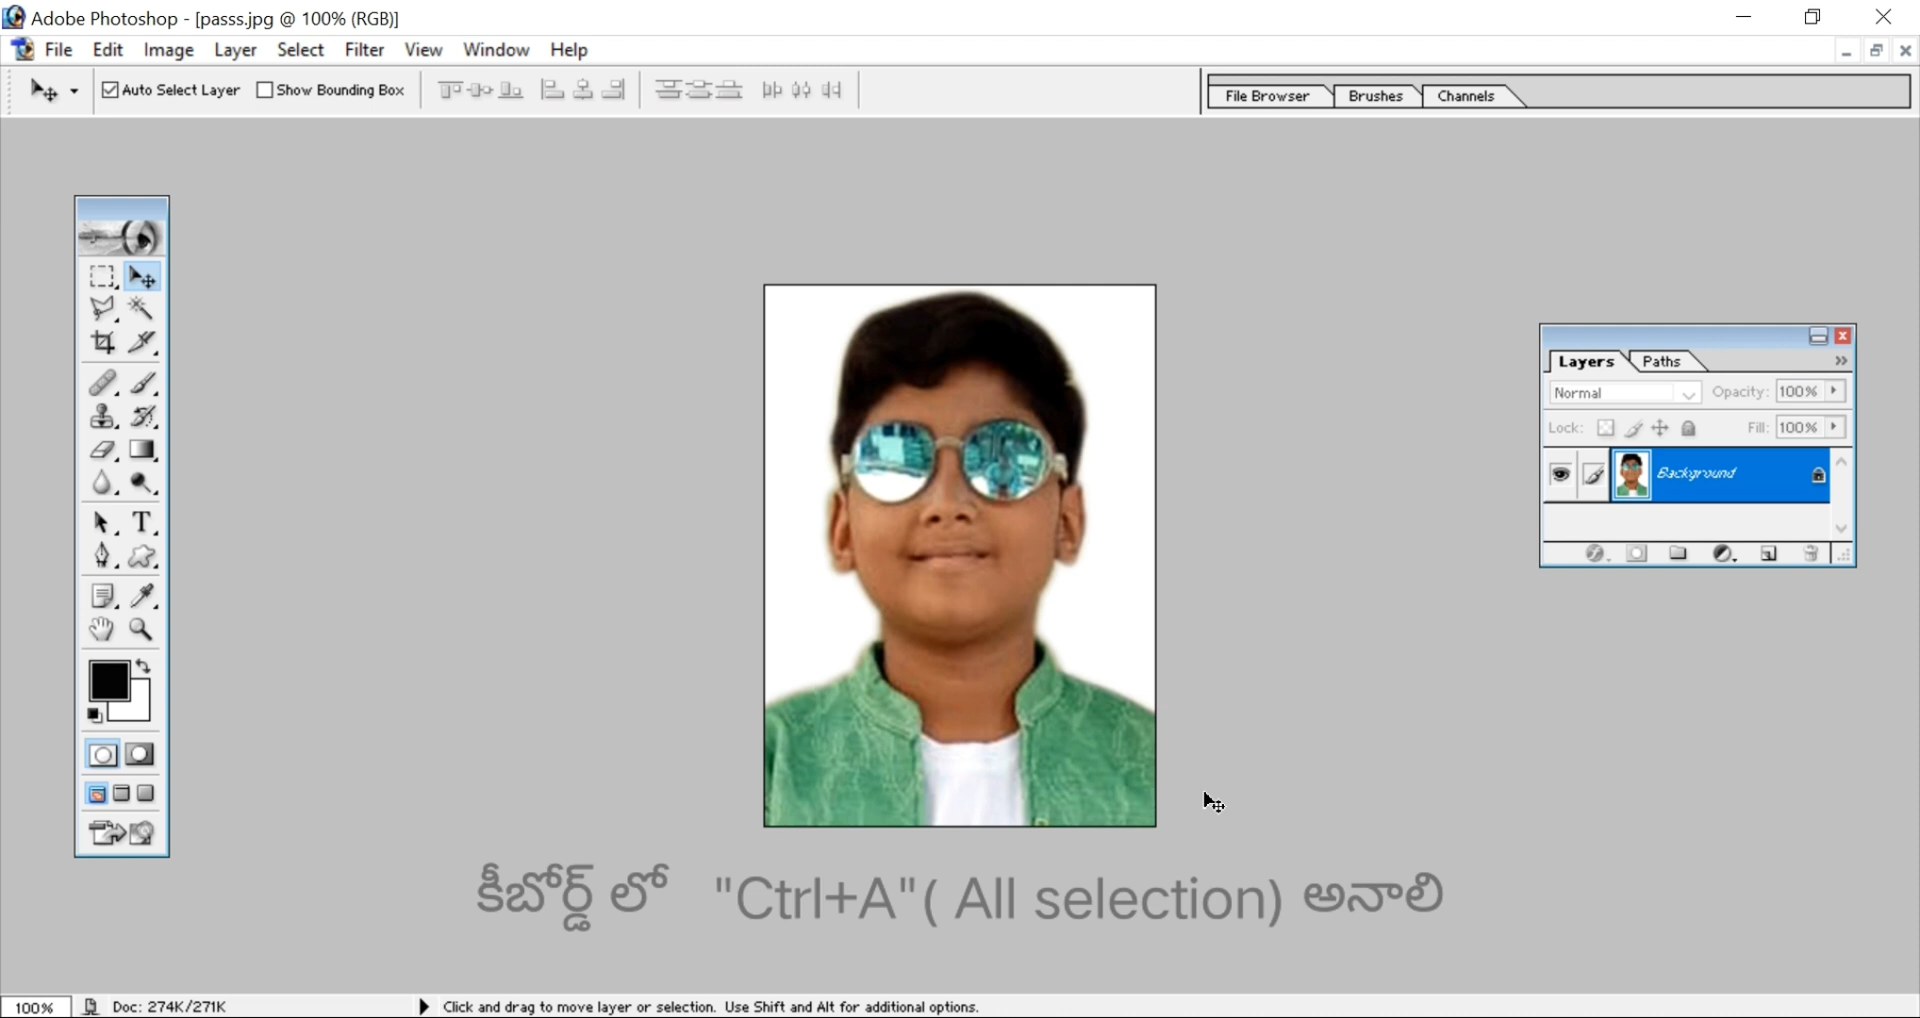 Adobe Photoshop - [passs.jpg @ 100% (RGB)]
File Edit Image Layer Select Filter View Window Help
Auto Select Layer Show Bounding Box
File Browser Brushes Channels
Layers Paths
Normal Opacity: 100%
Lock: Fill: 100%
Background
T
కీబోర్డ్ లో "Ctrl+A"( All selection) అనాలి
100% Doc: 274K/271K Click and drag to move layer or selection. Use Shift and Alt for additional options.